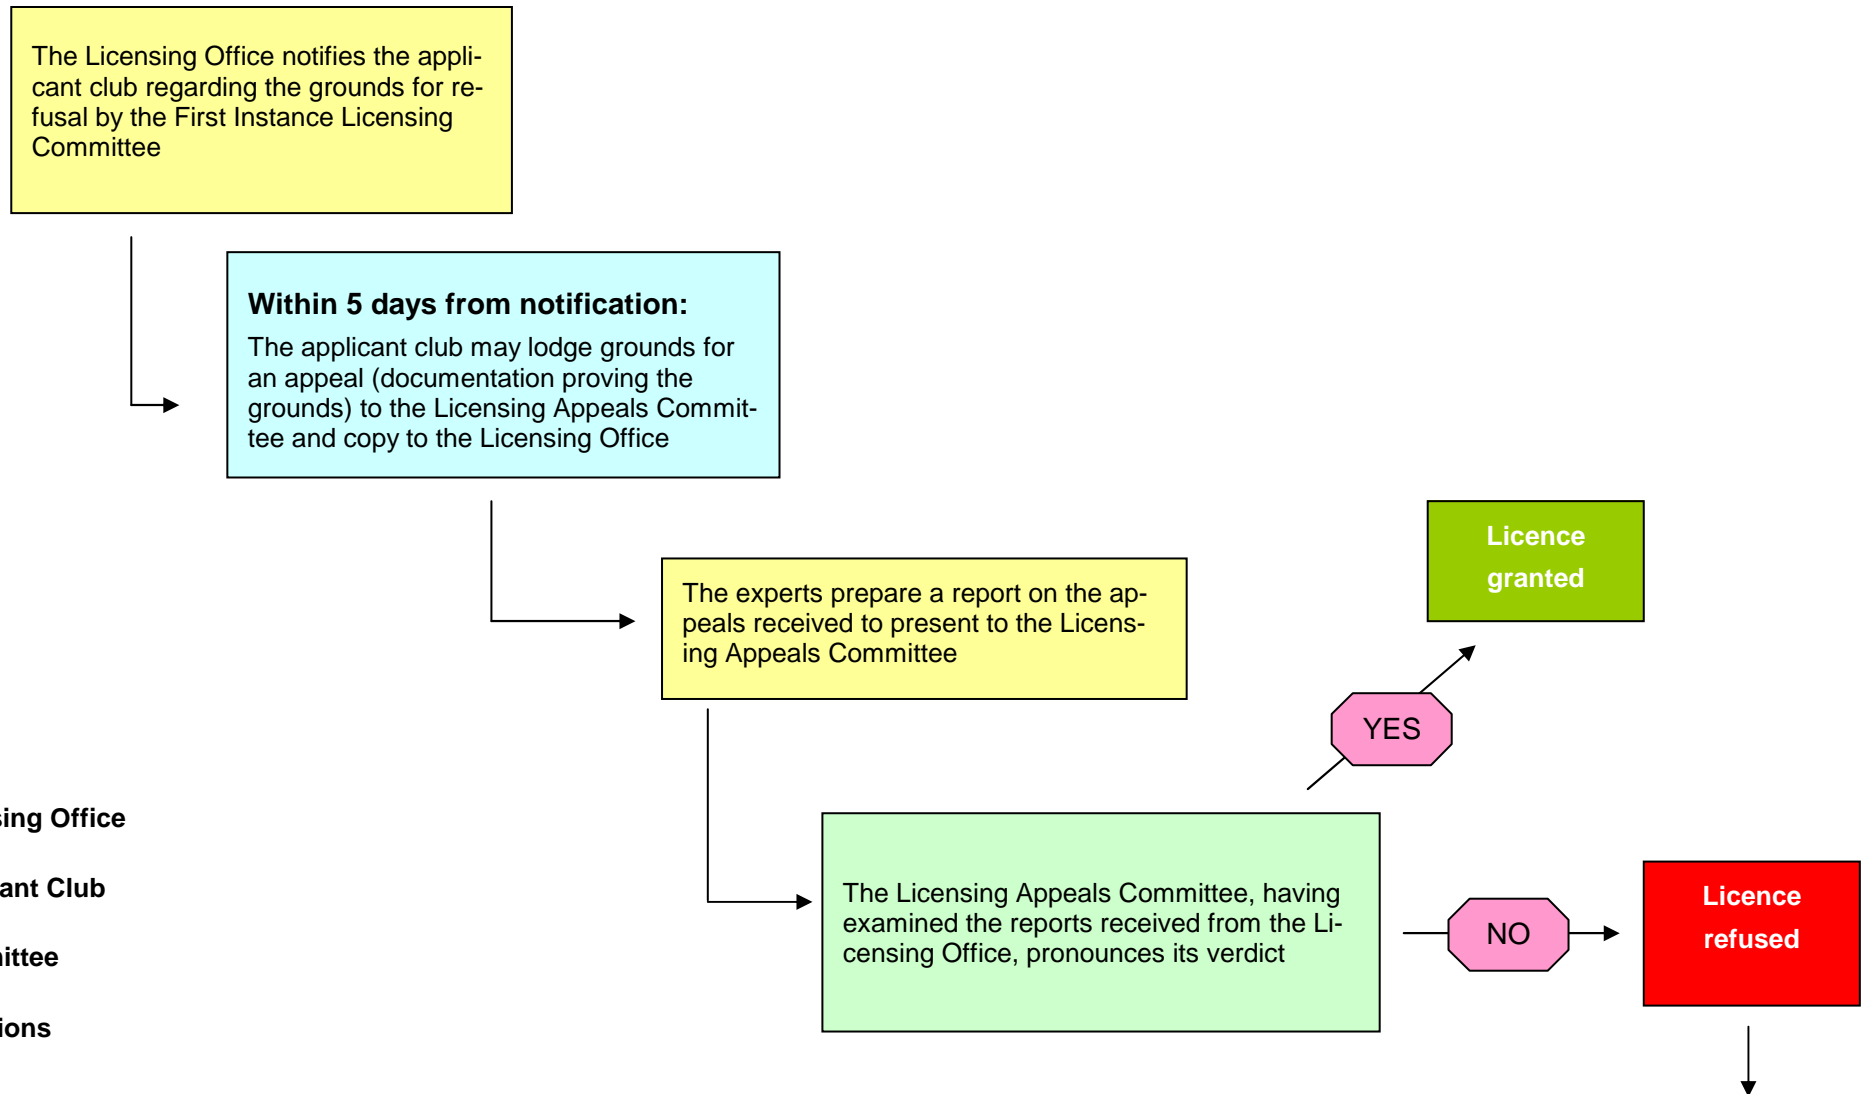 The Licensing Office notifies the appli-
cant club regarding the grounds for re-
fusal by the First Instance Licensing
Committee
Within 5 days from notification:
The applicant club may lodge grounds for
an appeal (documentation proving the
grounds) to the Licensing Appeals Commit-
tee and copy to the Licensing Office
The experts prepare a report on the ap-
peals received to present to the Licens-
ing Appeals Committee
Licence
granted
YES
The Licensing Appeals Committee, having
examined the reports received from the Li-
censing Office, pronounces its verdict
NO
Licence
refused
sing Office
ant Club
ittee
ions